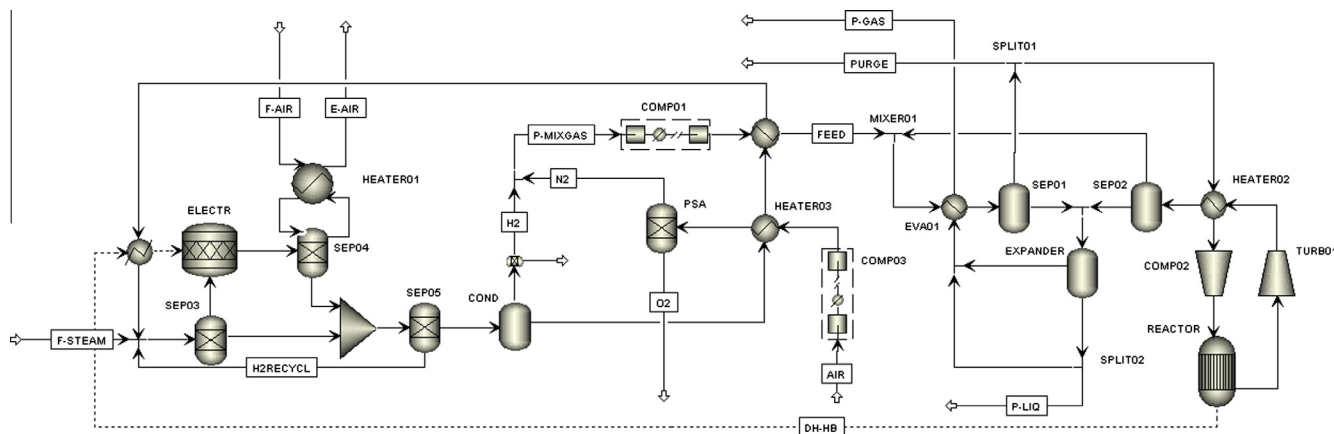 P-GAS
SPLIT01
PURGE
F-AIR
E-AIR
COMP01
MIXER01
P-MIXGAS
FEED
HEATER01
N2
SEP01
SEP02
HEATER02
ELECTR
PSA
HEATER03
H2
EVA01
SEP04
EXPANDER
TURB01
COMP03
COMP02
SEP03
SEP05
COND
O2
REACTOR
F-STEAM
SPLIT02
H2RECYCL
AIR
P-LIQ
DH-HB